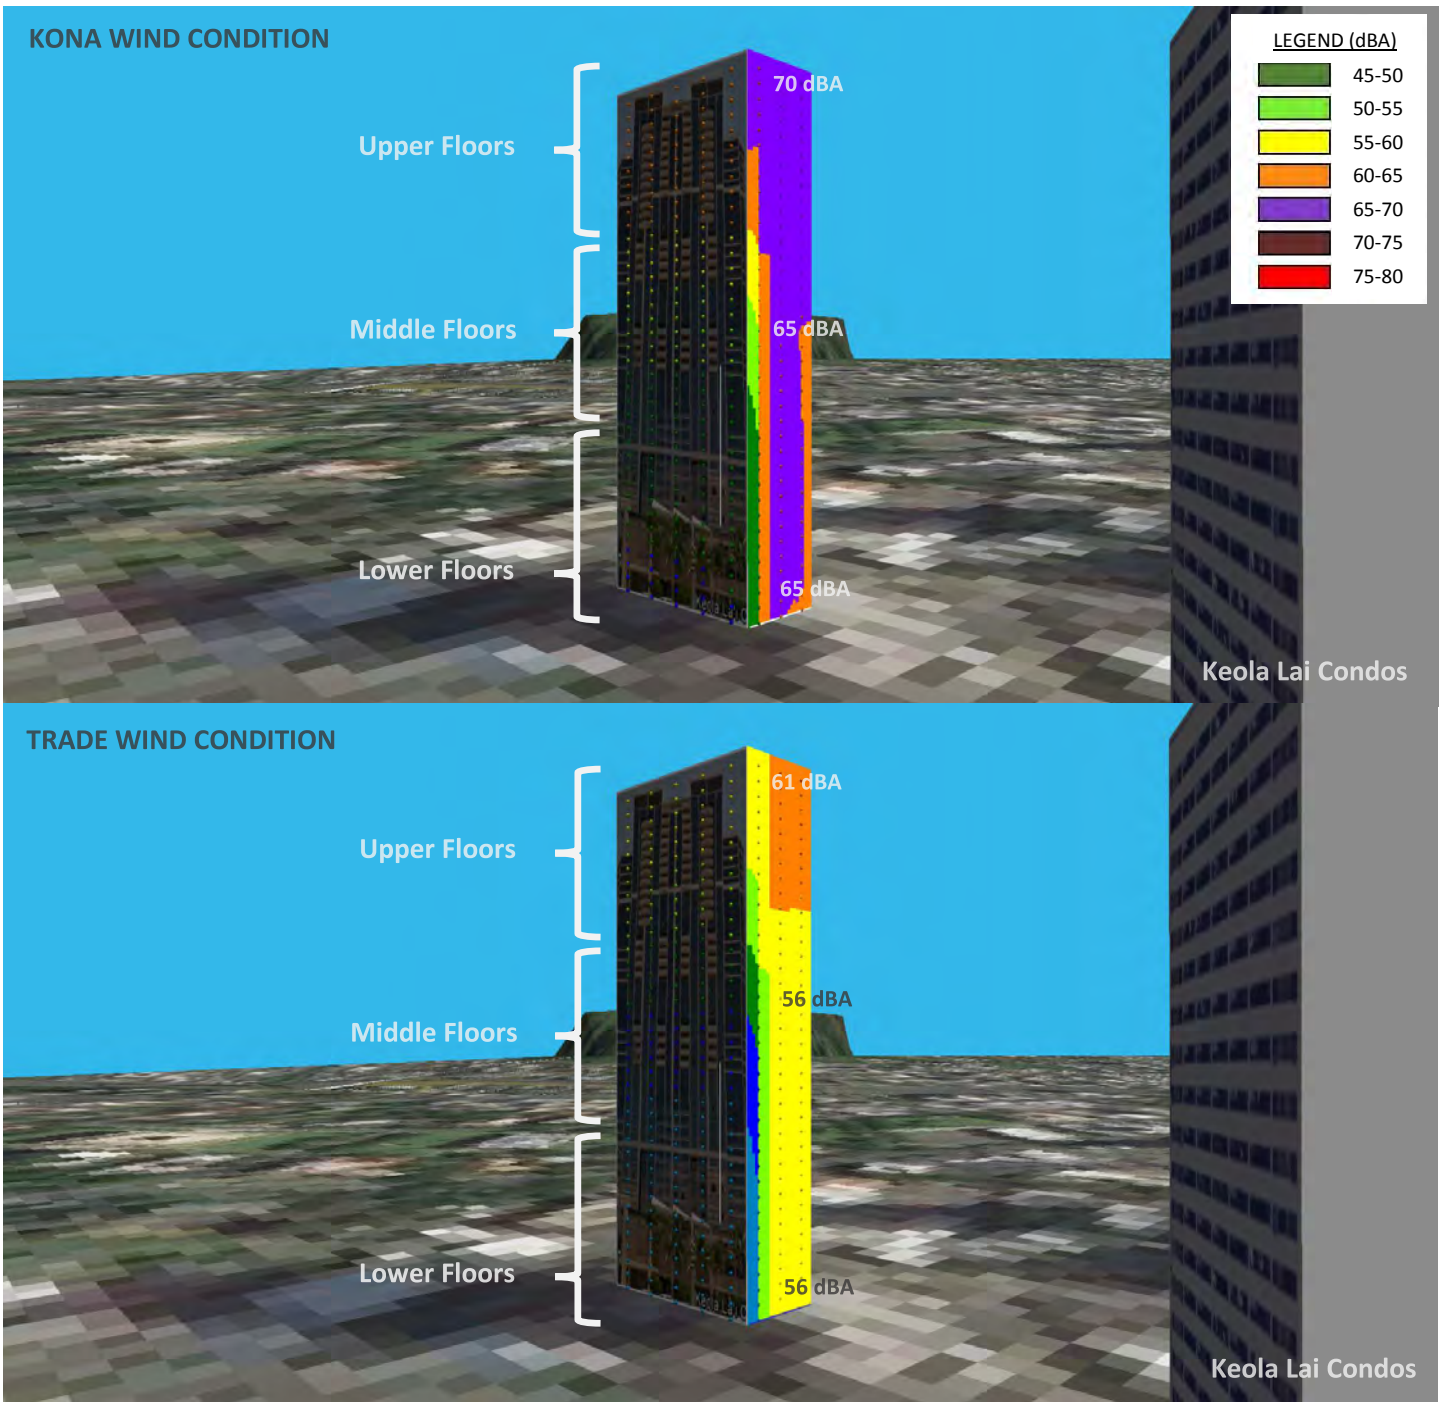 KONA WIND CONDITION
LEGEND (dBA)
45-50
50-55
55-60
60-65
65-70
70-75
75-80
70 dBA
Upper Floors
Middle Floors
65 dBA
Lower Floors
65 dBA
Keola Lai Condos
TRADE WIND CONDITION
61 dBA
Upper Floors
56 dBA
Middle Floors
Lower Floors
56 dBA
Keola Lai Condos